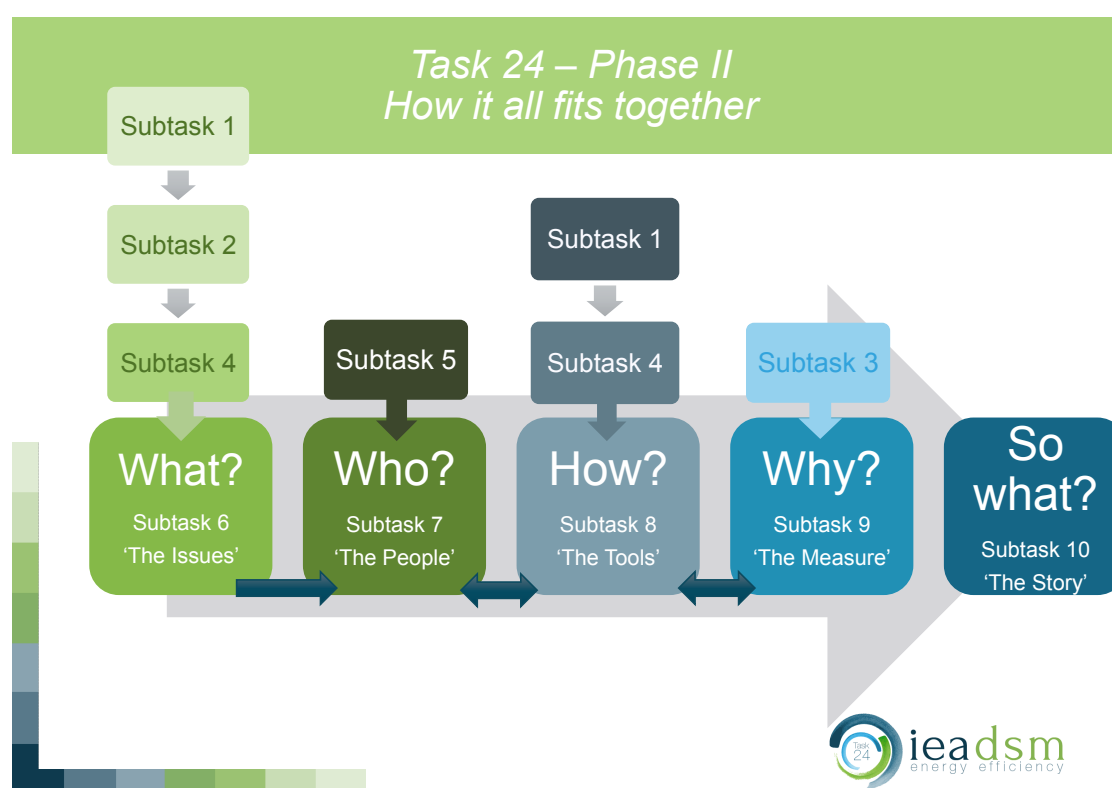 Task 24 – Phase II
How it all fits together
Subtask 1
Subtask 2
Subtask 1
Subtask 4
Subtask 5
Subtask 4
Subtask 3
What?
Subtask 6
‘The Issues’
Who?
Subtask 7
‘The People’
How?
Subtask 8
‘The Tools’
Why?
Subtask 9
‘The Measure’
So
what?
Subtask 10
‘The Story’
Task
24
ieadsm
energy efficiency